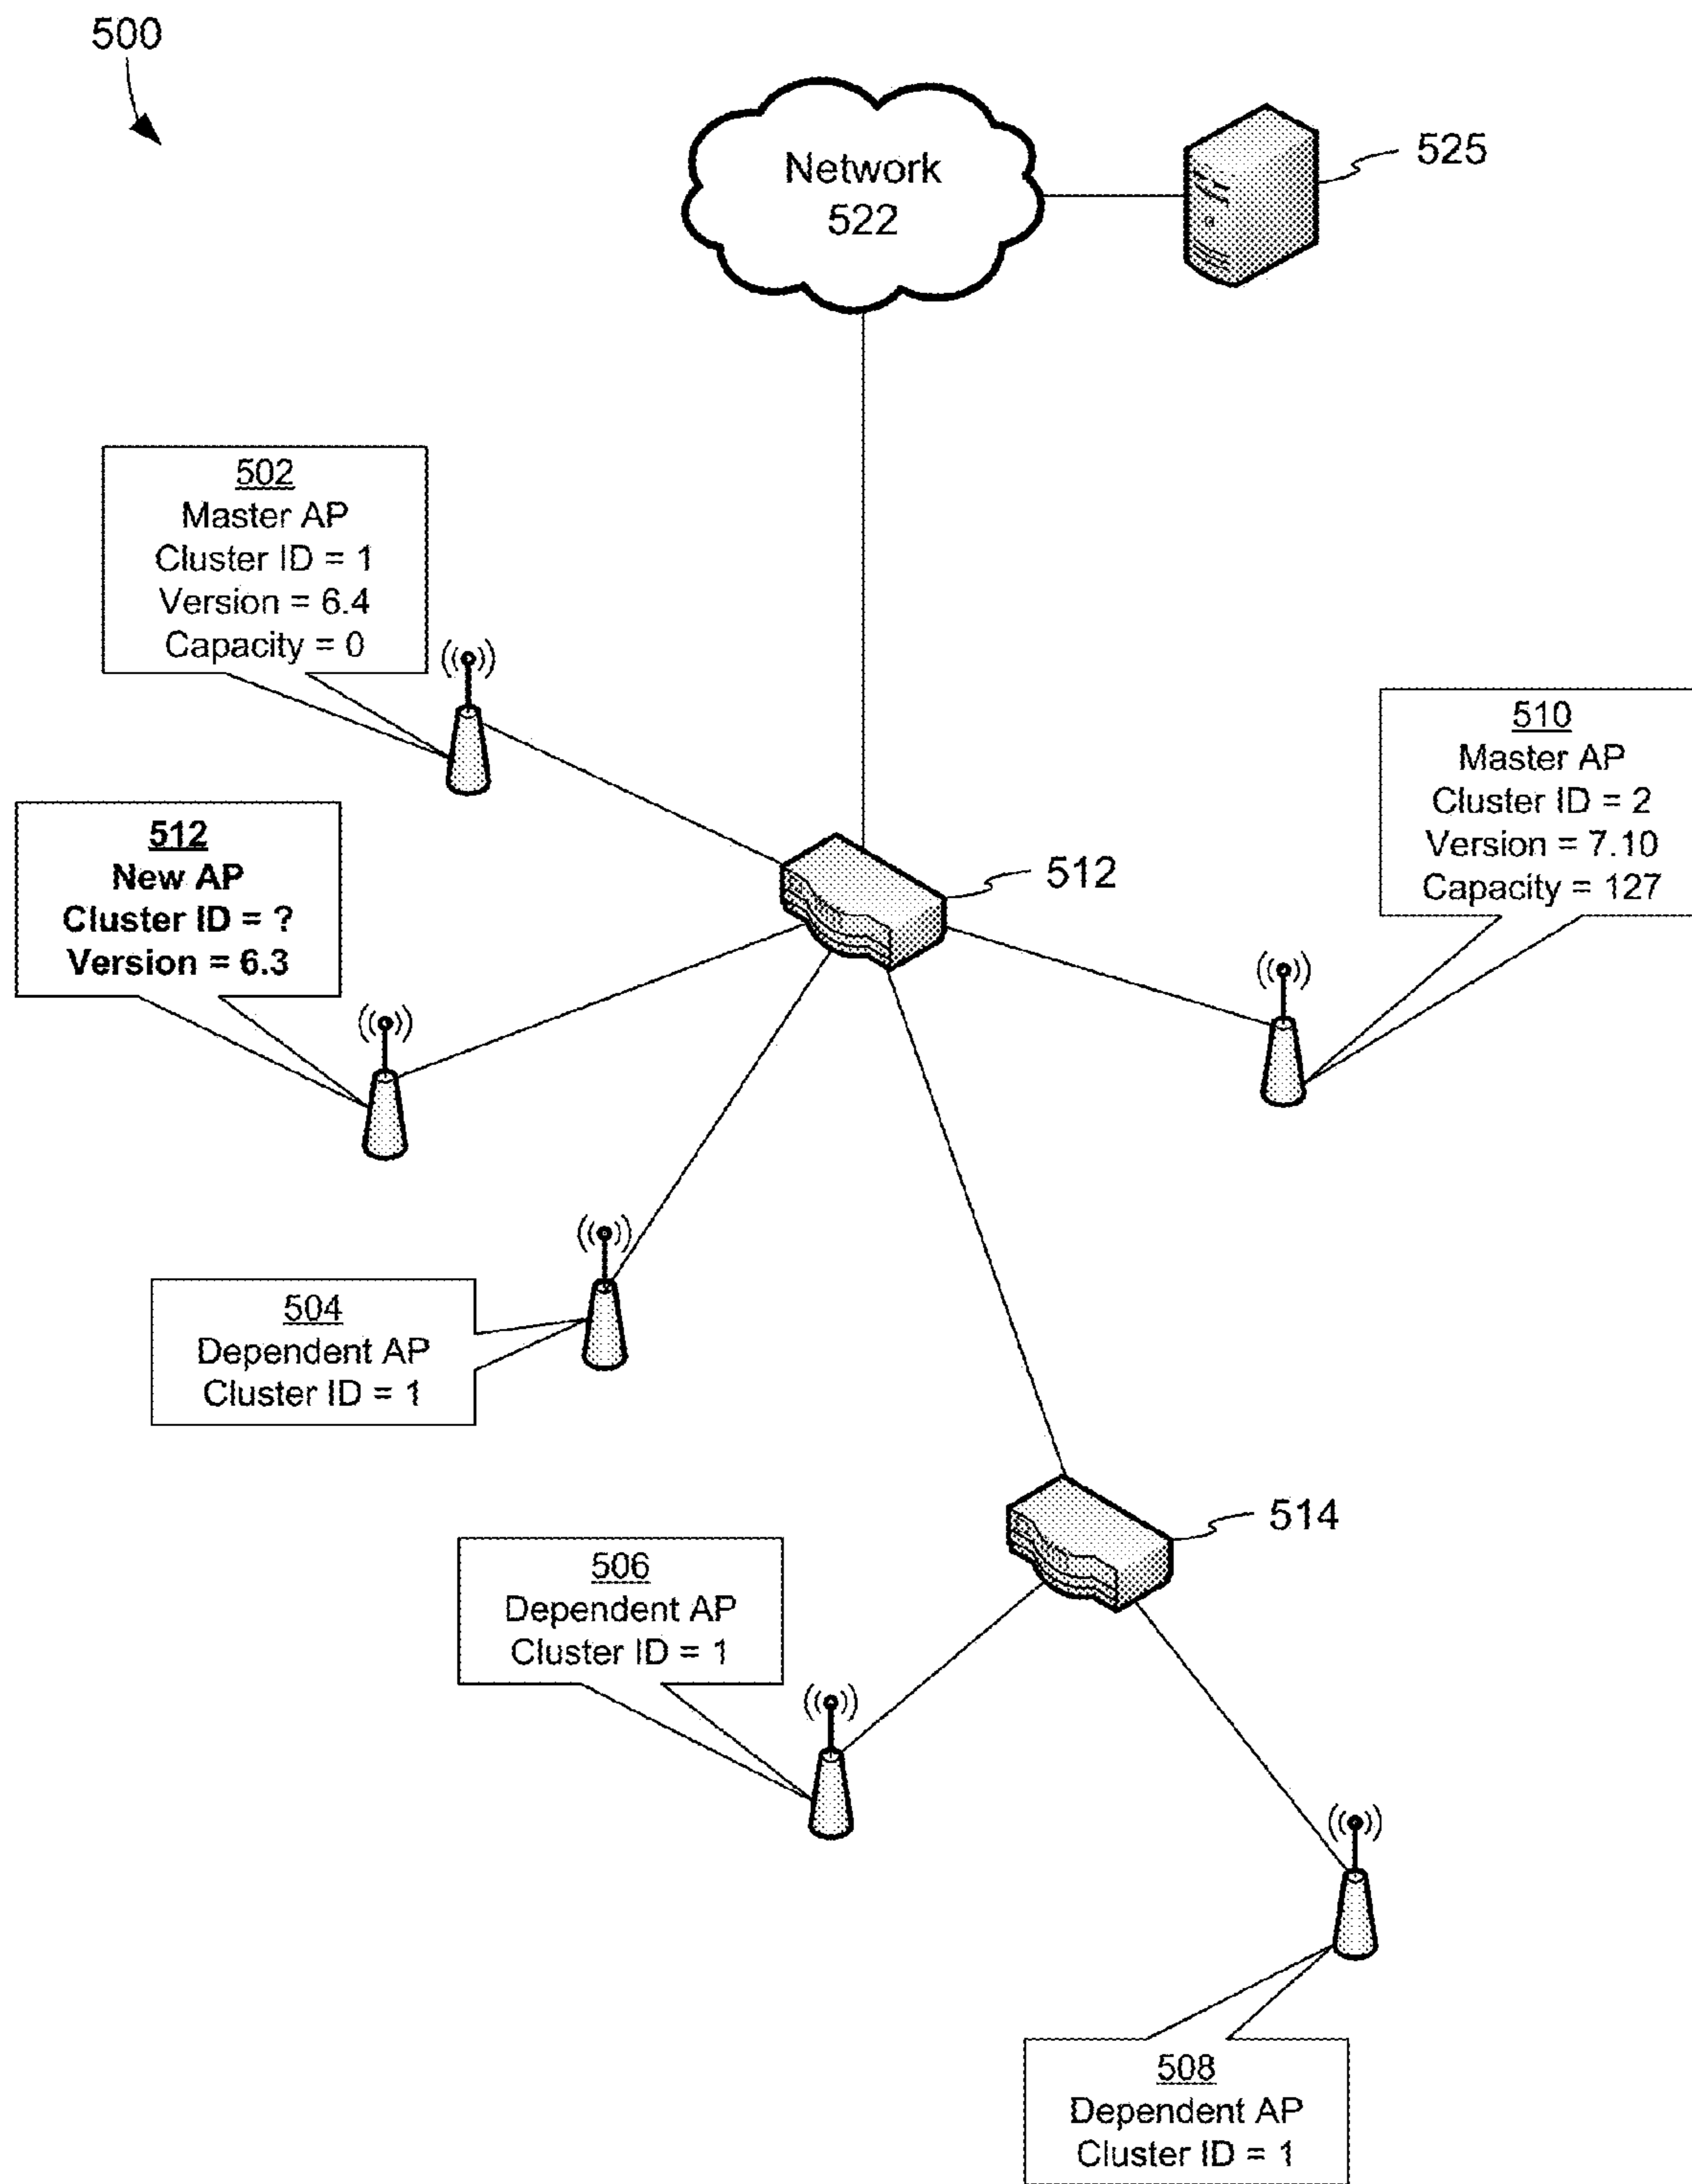 500
Network
522
525
502
Master AP
Cluster ID = 1
Version = 6.4
Capacity = 0
510
Master AP
Cluster ID = 2
Version = 7.10
Capacity = 127
512
New AP
Cluster ID = ?
Version = 6.3
512
504
Dependent AP
Cluster ID = 1
514
506
Dependent AP
Cluster ID = 1
508
Dependent AP
Cluster ID = 1